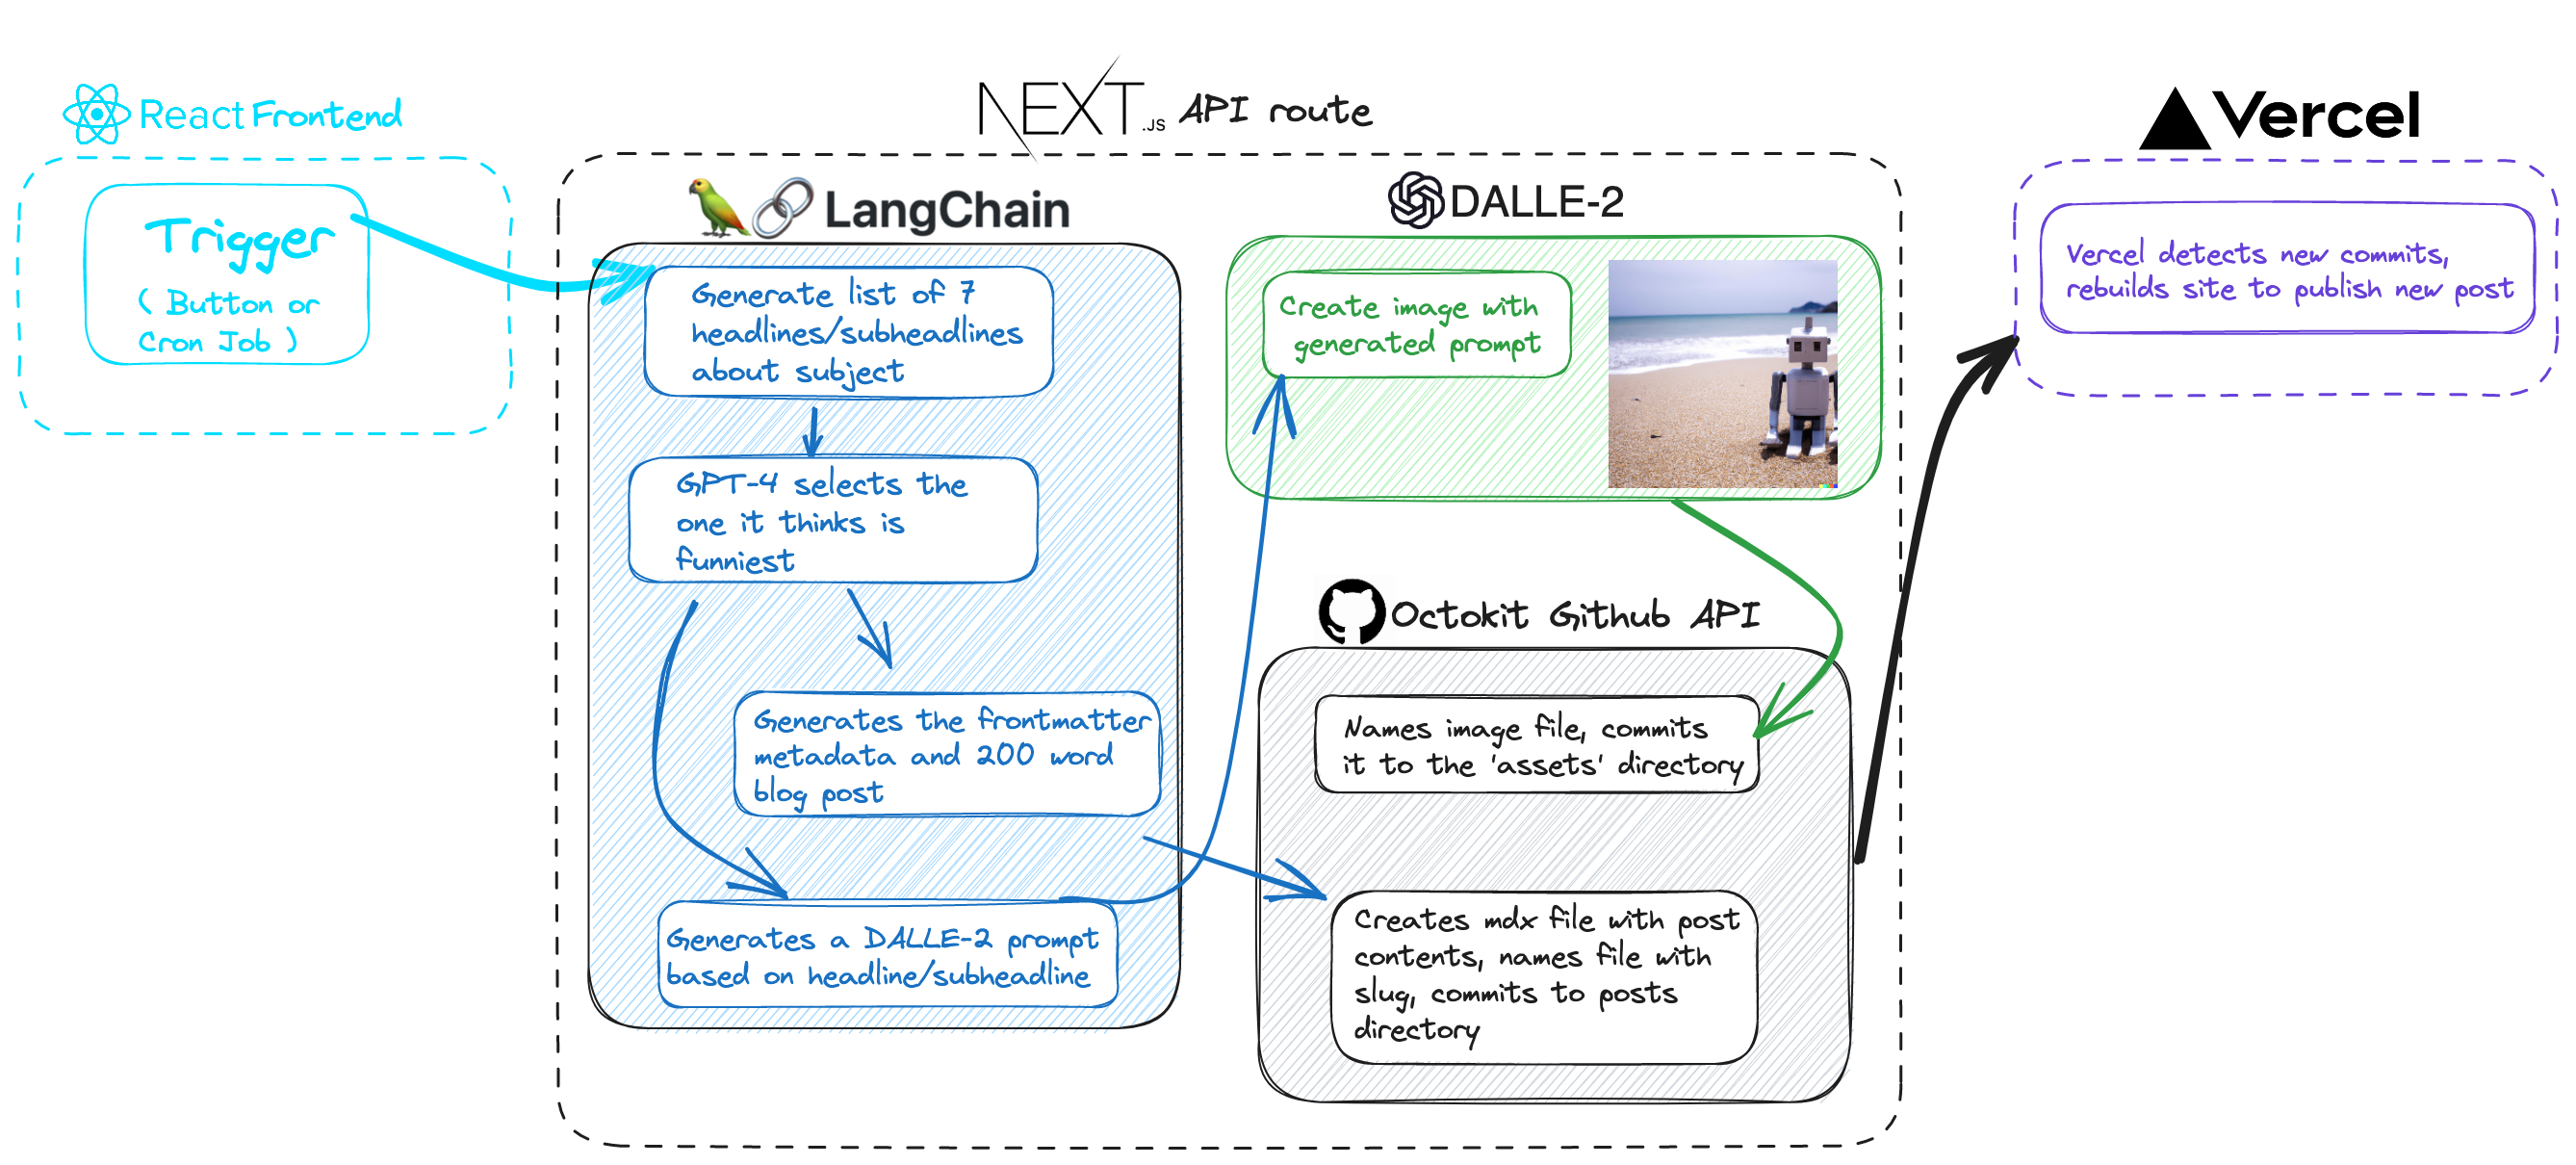 React Frontend
Trigger
( Button or
Cron Job )
NEXT.JS API route
LangChain
Generate list of 7
headlines/subheadlines
about subject
GPT-4 selects the
one it thinks is
funniest
Generates the frontmatter
metadata and 200 word
blog post
Generates a DALLE-2 prompt
based on headline/subheadline
DALLE-2
Create image with
generated prompt
Octokit Github API
Names image file, commits
it to the 'assets' directory
Creates mdx file with post
contents, names file with
slug, commits to posts
directory
Vercel
Vercel detects new commits,
rebuilds site to publish new post